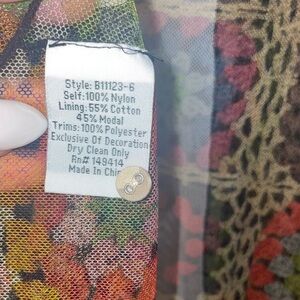 Style: B11123-6
Self:100% Nylon
Lining: 55% Cotton
45% Modal
Trims:100% Polyester
Exclusive Of Decoration
Dry Clean Only
Rn# 149414
Made In China